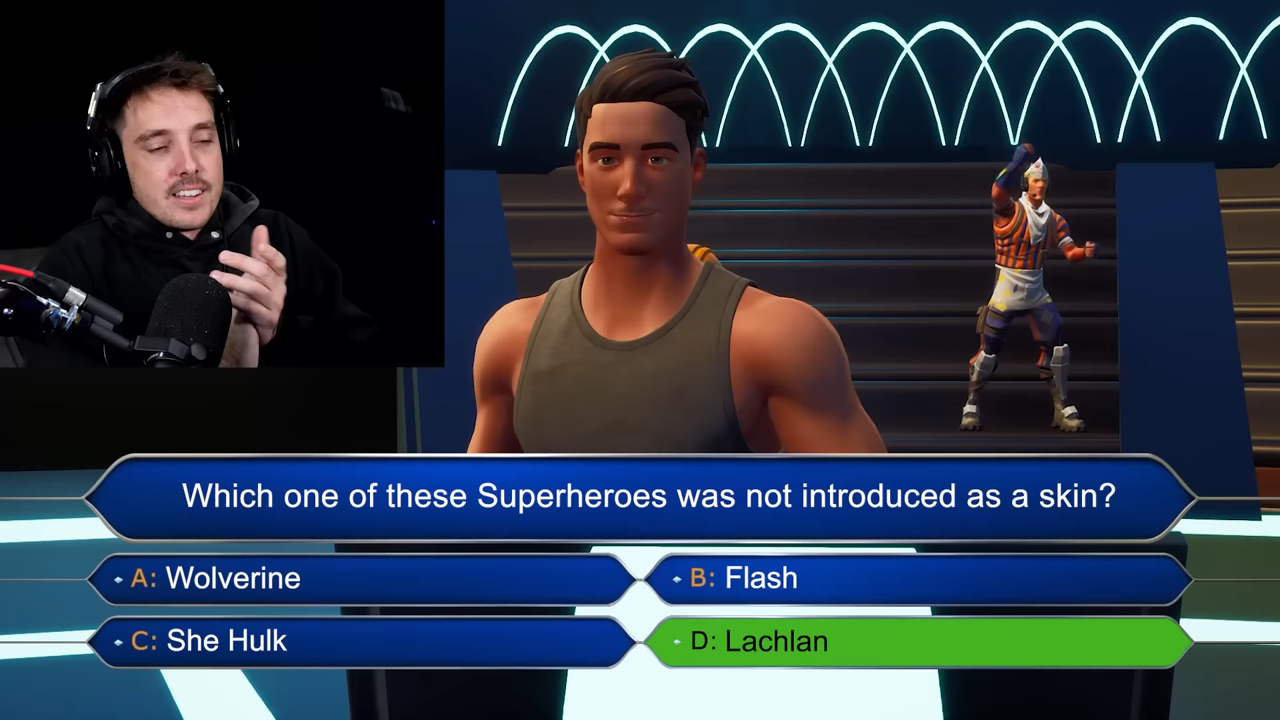 Which one of these Superheroes was not introduced as a skin?
A: Wolverine
B: Flash
C: She Hulk
D: Lachlan